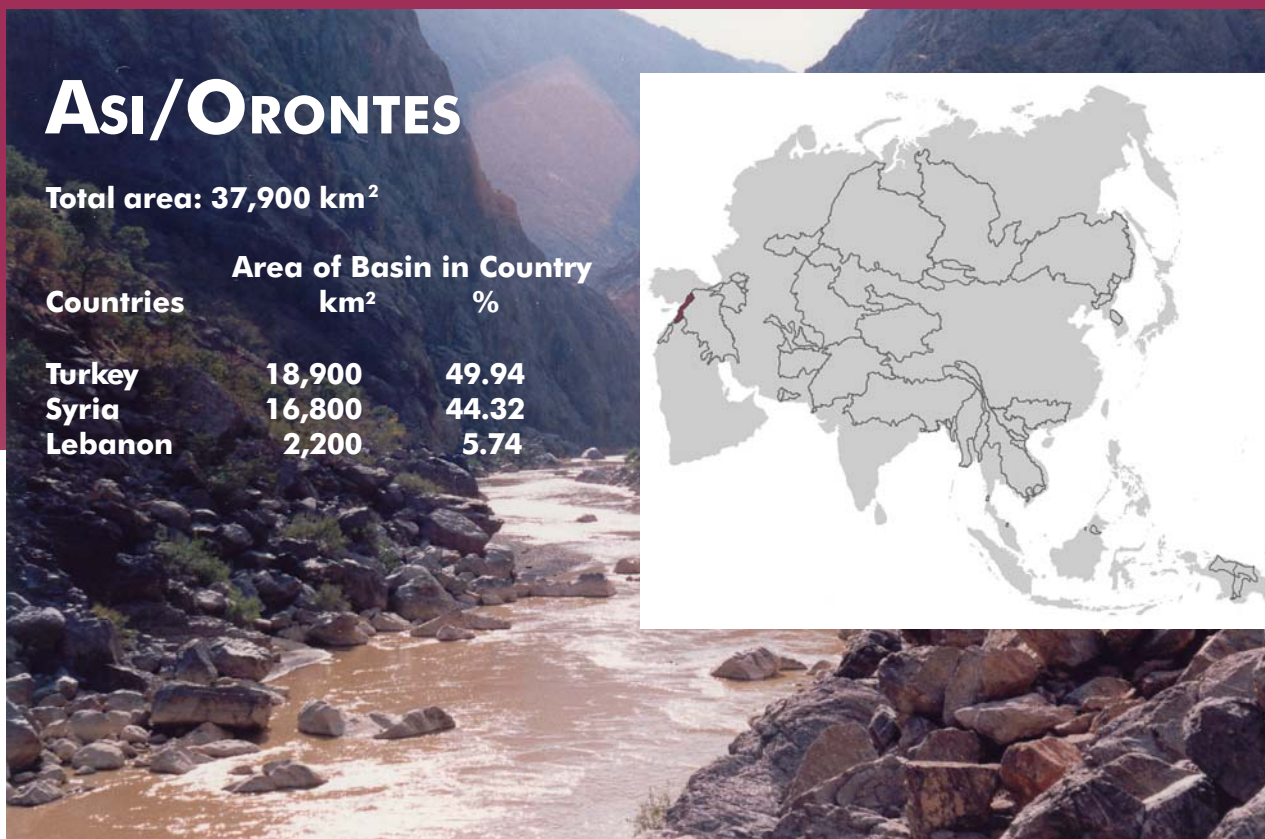 ASI/ORONTES
Total area: 37,900 km²
Area of Basin in Country
Countries km² %
Turkey 18,900 49.94
Syria 16,800 44.32
Lebanon 2,200 5.74